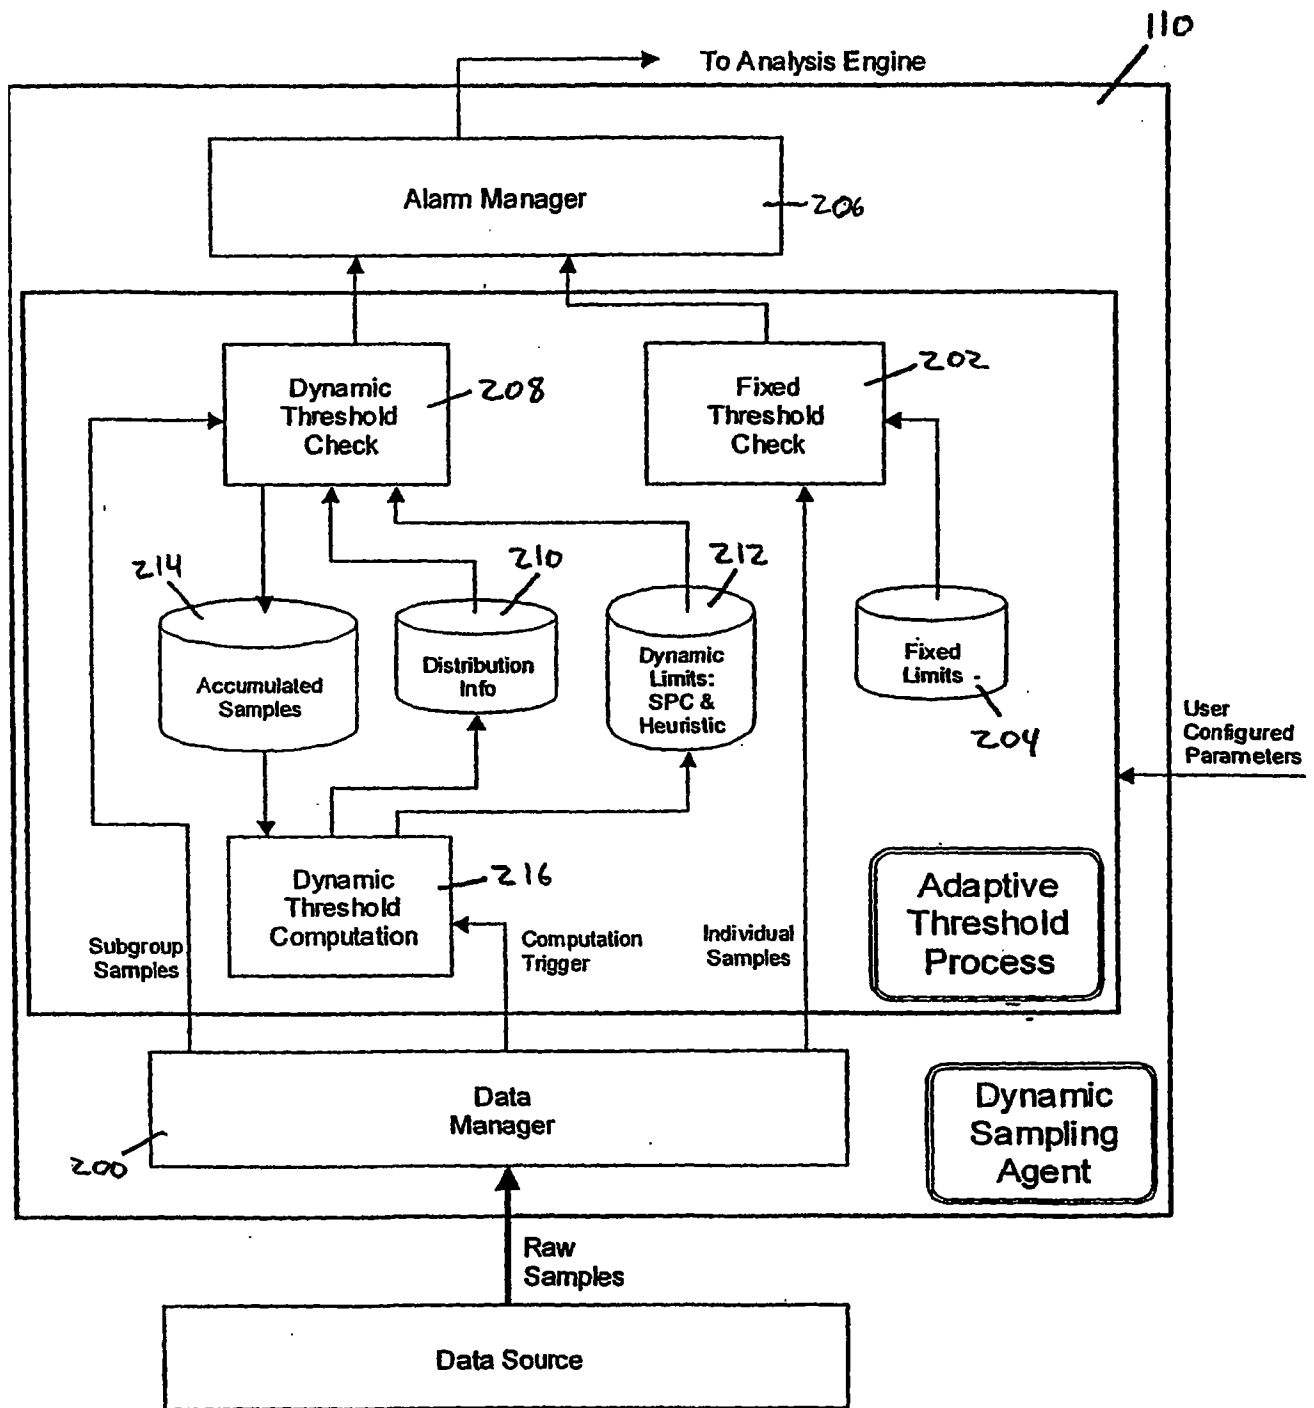 110
To Analysis Engine
Alarm Manager
206
Dynamic
Threshold
Check
208
Fixed
Threshold
Check
202
214
210
212
Accumulated
Samples
Distribution
Info
Dynamic
Limits:
SPC &
Heuristic
Fixed
Limits
204
User
Configured
Parameters
Dynamic
Threshold
Computation
216
Adaptive
Threshold
Process
Subgroup
Samples
Computation
Trigger
Individual
Samples
Data
Manager
200
Dynamic
Sampling
Agent
Raw
Samples
Data Source